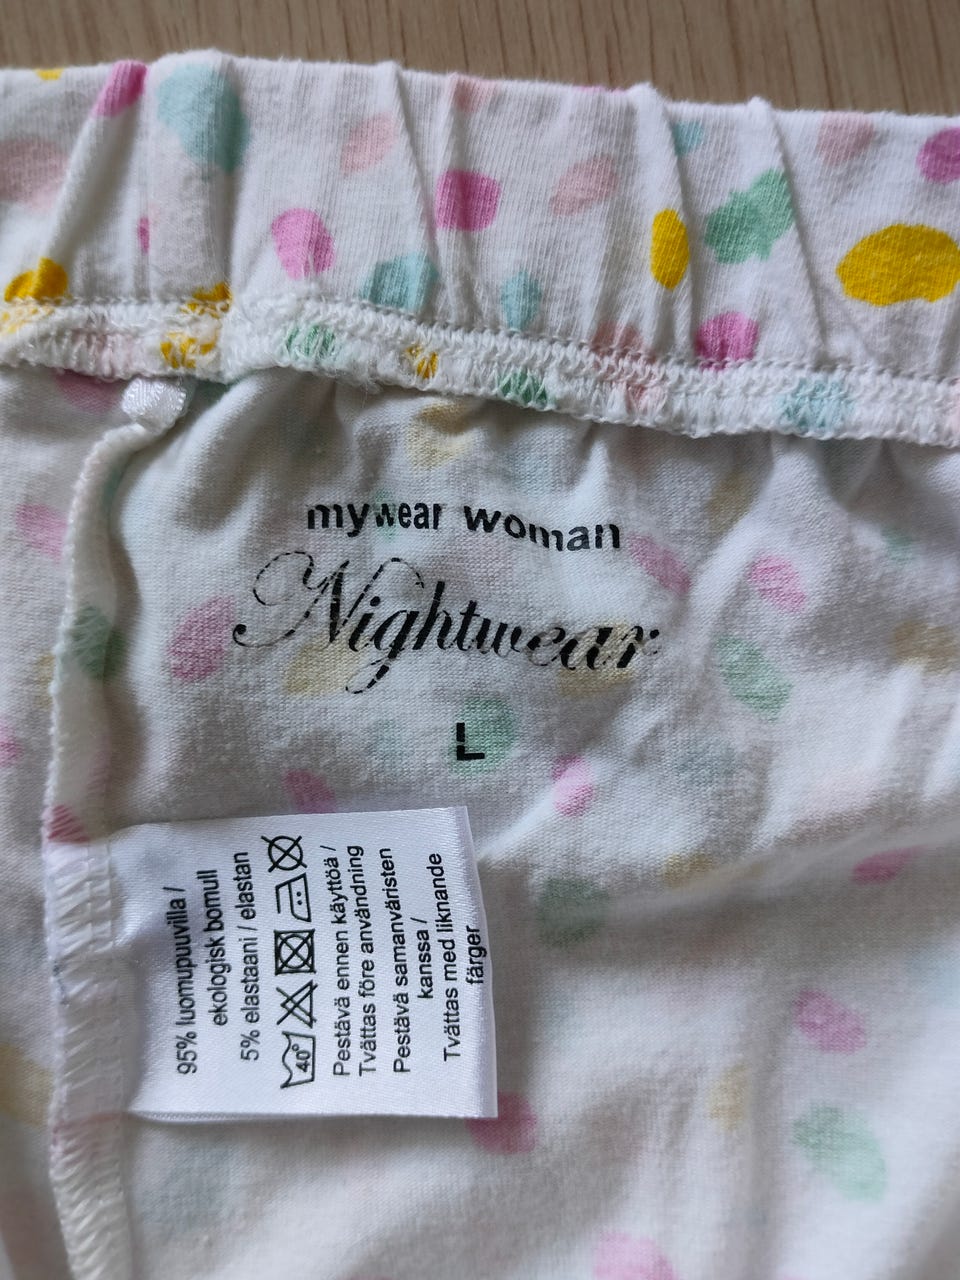 mywear woman
Nightwear
L
95% luomupuuvilla /
ekologisk bomull
5% elastaani / elastan
40°
Pestävä ennen käyttöä /
Tvättas före användning
Pestävä samanväristen
kanssa /
Tvättas med liknande
färger